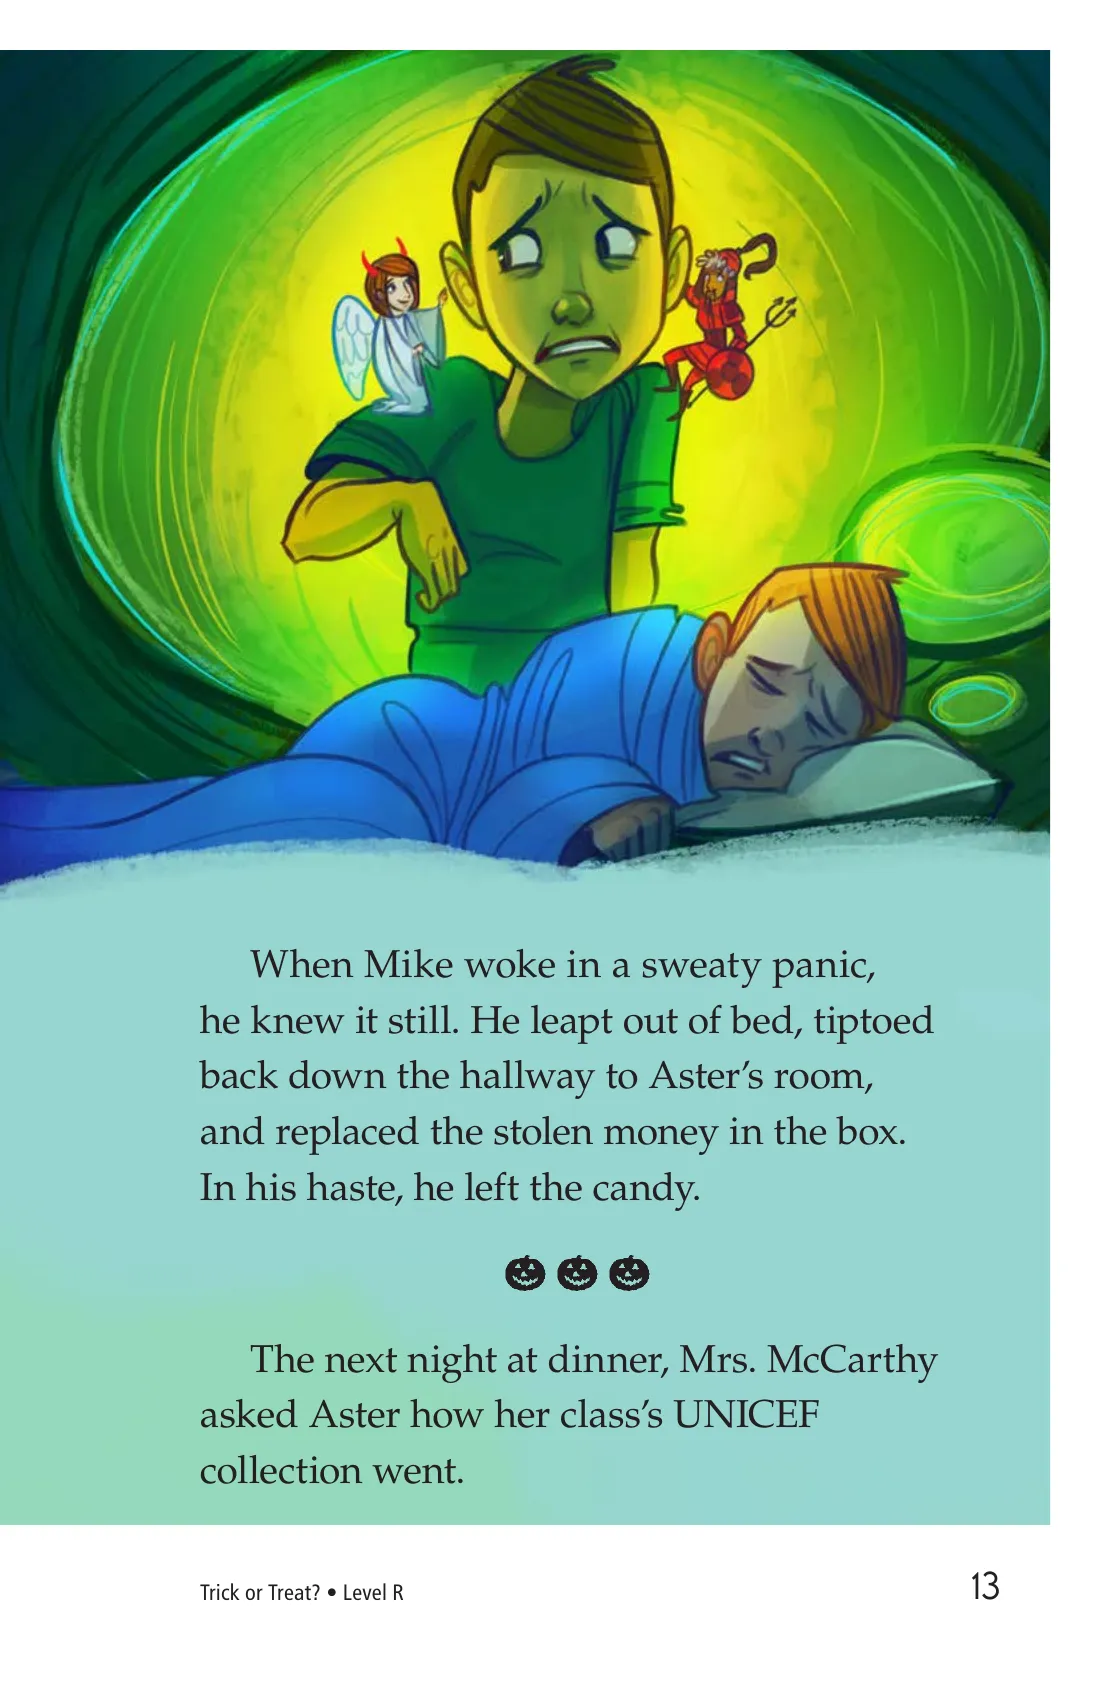 When Mike woke in a sweaty panic,
he knew it still. He leapt out of bed, tiptoed
back down the hallway to Aster’s room,
and replaced the stolen money in the box.
In his haste, he left the candy.
The next night at dinner, Mrs. McCarthy
asked Aster how her class’s UNICEF
collection went.
Trick or Treat? • Level R
13